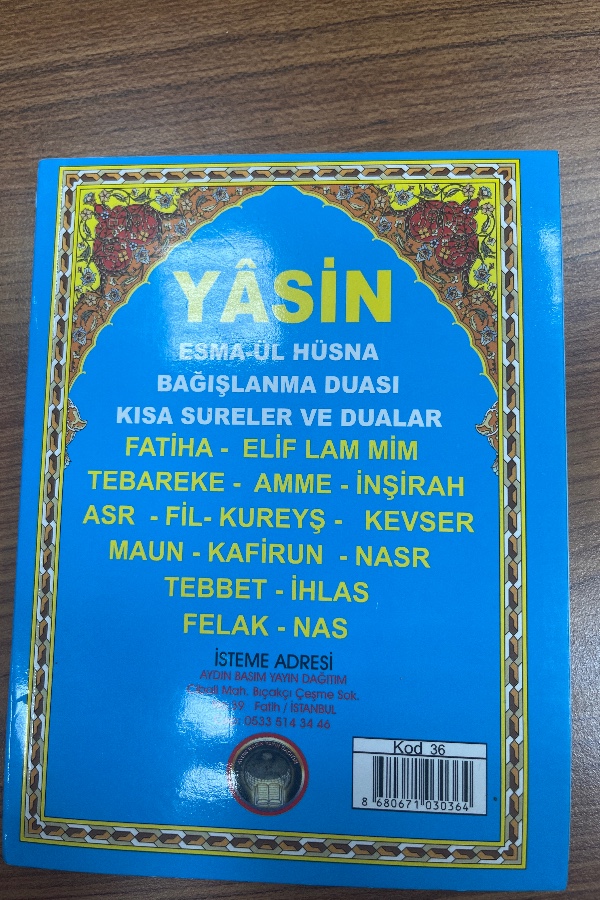 YÂSİN
ESMA-ÜL HÜSNA
BAĞIŞLANMA DUASI
KISA SURELER VE DUALAR
FATİHA - ELİF LAM MİM
TEBAREKE - AMME - İNŞİRAH
ASR - FİL- KUREYŞ - KEVSER
MAUN - KAFİRUN - NASR
TEBBET - İHLAS
FELAK - NAS
İSTEME ADRESİ
AYDIN BASIM YAYIN DAĞITIM
Mah. Bıçakçı Çeşme Sok.
Fatih / İSTANBUL
0533 514 34 46
Kod 36
8 680671 030364